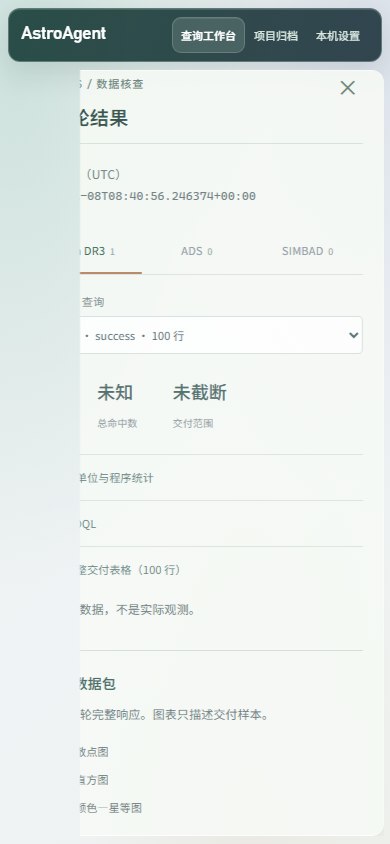 AstroAgent
查询工作台 项目归档 本机设置
/ 数据核查
轮结果
（UTC）
-08T08:40:56.246374+00:00
DR3 1 ADS 0 SIMBAD 0
查询
· success · 100 行
未知 未截断
总命中数 交付范围
单位与程序统计
QL
整交付表格（100 行）
数据，不是实际观测。
数据包
轮完整响应。图表只描述交付样本。
散点图
直方图
颜色—星等图